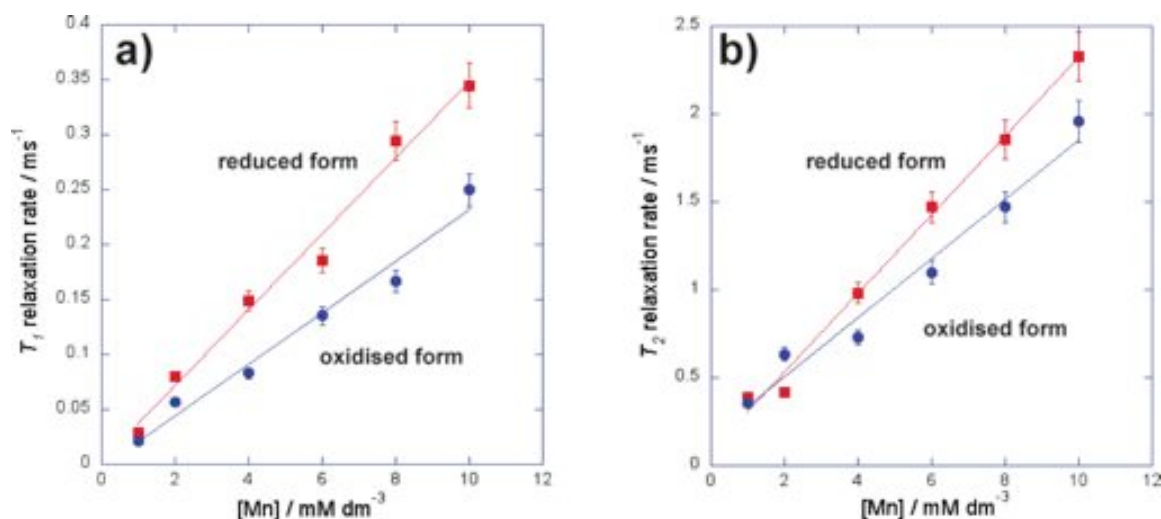 a)
0.4
0.35
0.3
0.25
0.2
0.15
0.1
0.05
0
T1 relaxation rate / ms-1
reduced form
oxidised form
0 2 4 6 8 10 12
[Mn] / mM dm-3
b)
2.5
2
1.5
1
0.5
0
T2 relaxation rate / ms-1
reduced form
oxidised form
0 2 4 6 8 10 12
[Mn] / mM dm-3